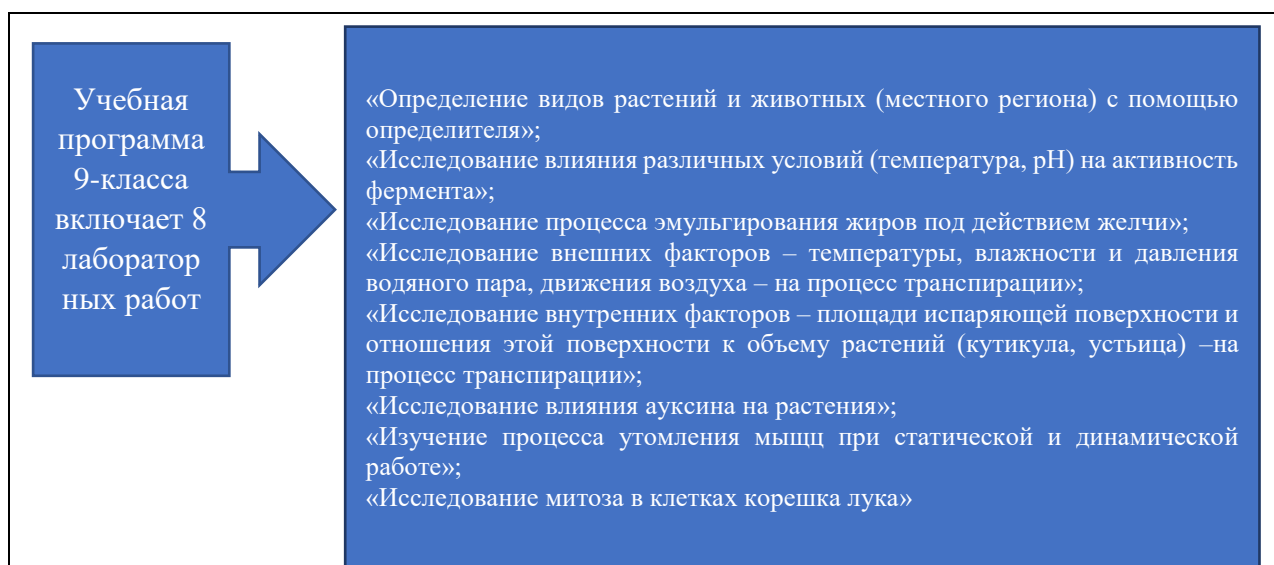 Учебная
программа
9-класса
включает 8
лаборатор
ных работ
«Определение видов растений и животных (местного региона) с помощью
определителя»;
«Исследование влияния различных условий (температура, pH) на активность
фермента»;
«Исследование процесса эмульгирования жиров под действием желчи»;
«Исследование внешних факторов – температуры, влажности и давления
водяного пара, движения воздуха – на процесс транспирации»;
«Исследование внутренних факторов – площади испаряющей поверхности и
отношения этой поверхности к объему растений (кутикула, устьица) –на
процесс транспирации»;
«Исследование влияния ауксина на растения»;
«Изучение процесса утомления мыщц при статической и динамической
работе»;
«Исследование митоза в клетках корешка лука»